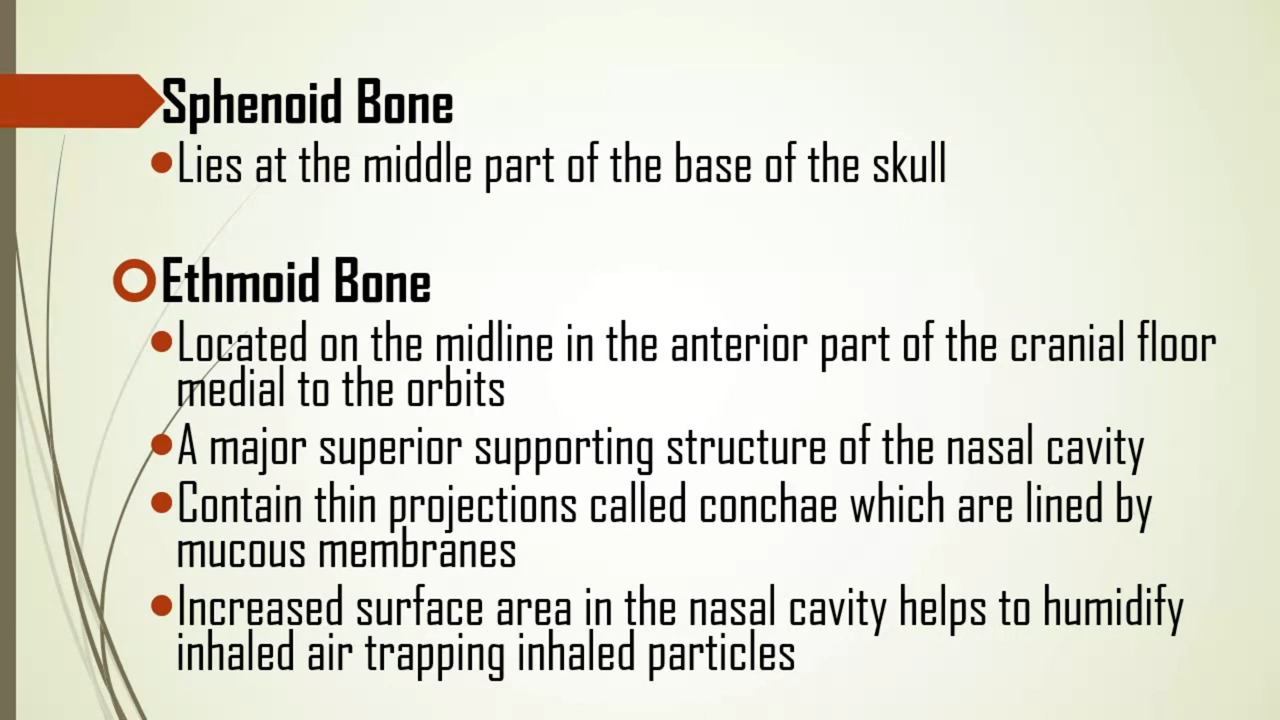 Sphenoid Bone
Lies at the middle part of the base of the skull
Ethmoid Bone
Located on the midline in the anterior part of the cranial floor
medial to the orbits
A major superior supporting structure of the nasal cavity
Contain thin projections called conchae which are lined by
mucous membranes
Increased surface area in the nasal cavity helps to humidify
inhaled air trapping inhaled particles